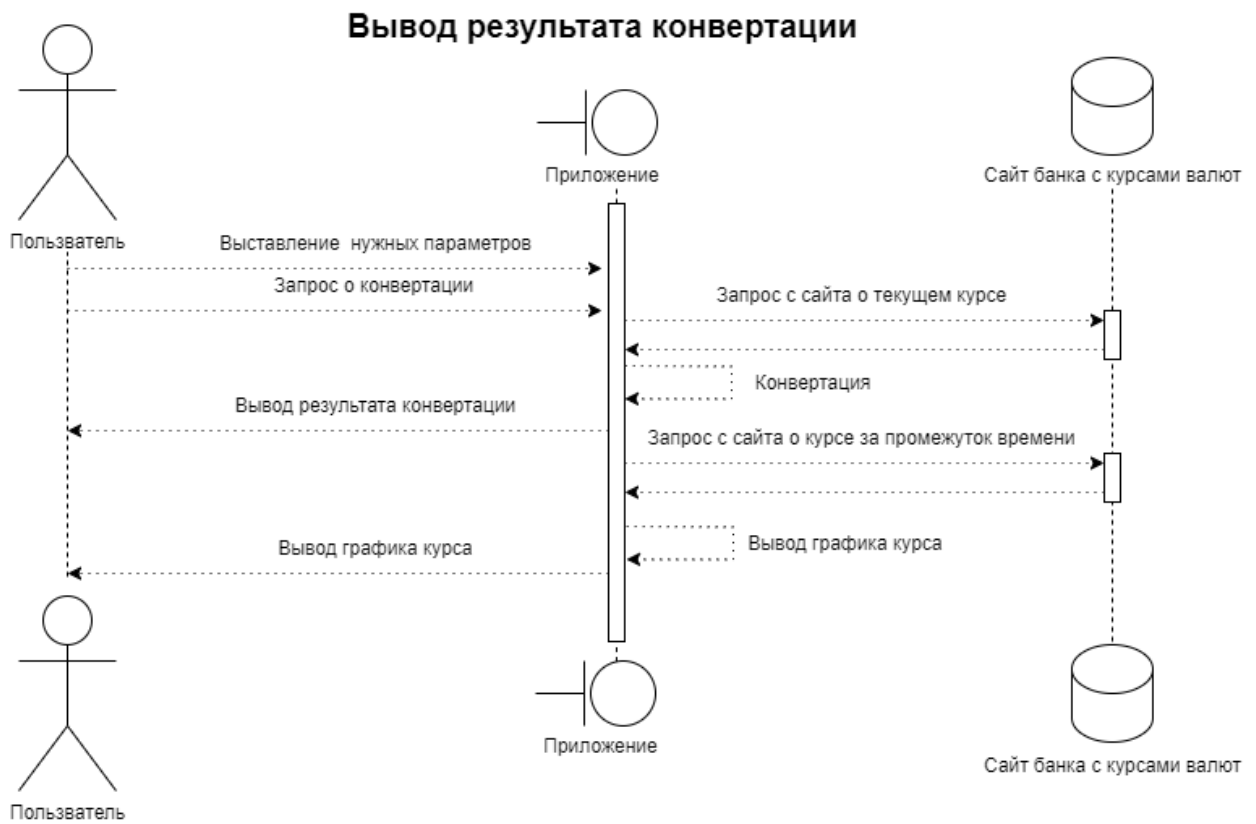 Вывод результата конвертации
Приложение
Сайт банка с курсами валют
Пользватель
Выставление  нужных параметров
Запрос о конвертации
Запрос с сайта о текущем курсе
Конвертация
Вывод результата конвертации
Запрос с сайта о курсе за промежуток времени
Вывод графика курса
Вывод графика курса
Приложение
Сайт банка с курсами валют
Пользватель